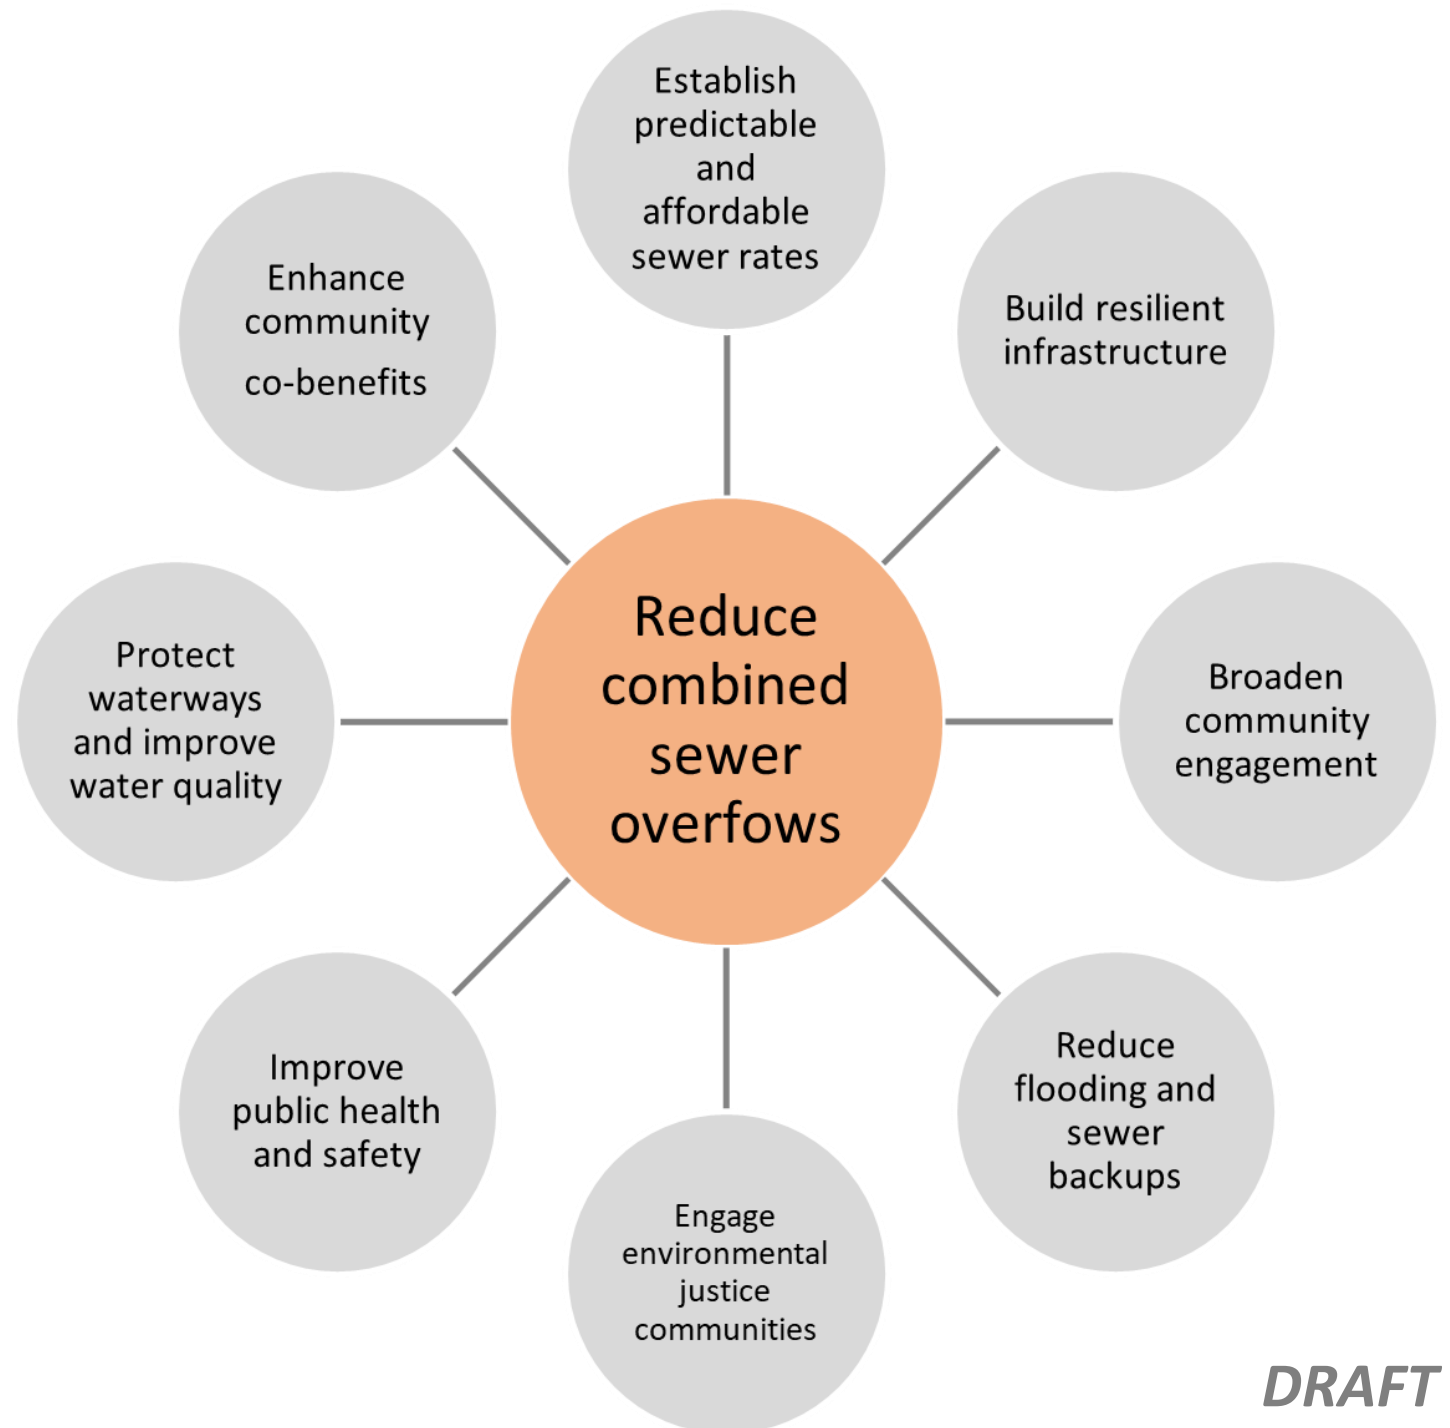 Establish
predictable
and
affordable
sewer rates
Build resilient
infrastructure
Broaden
community
engagement
Reduce
flooding and
sewer
backups
Engage
environmental
justice
communities
Improve
public health
and safety
Protect
waterways
and improve
water quality
Enhance
community
co-benefits
Reduce
combined
sewer
overfows
DRAFT